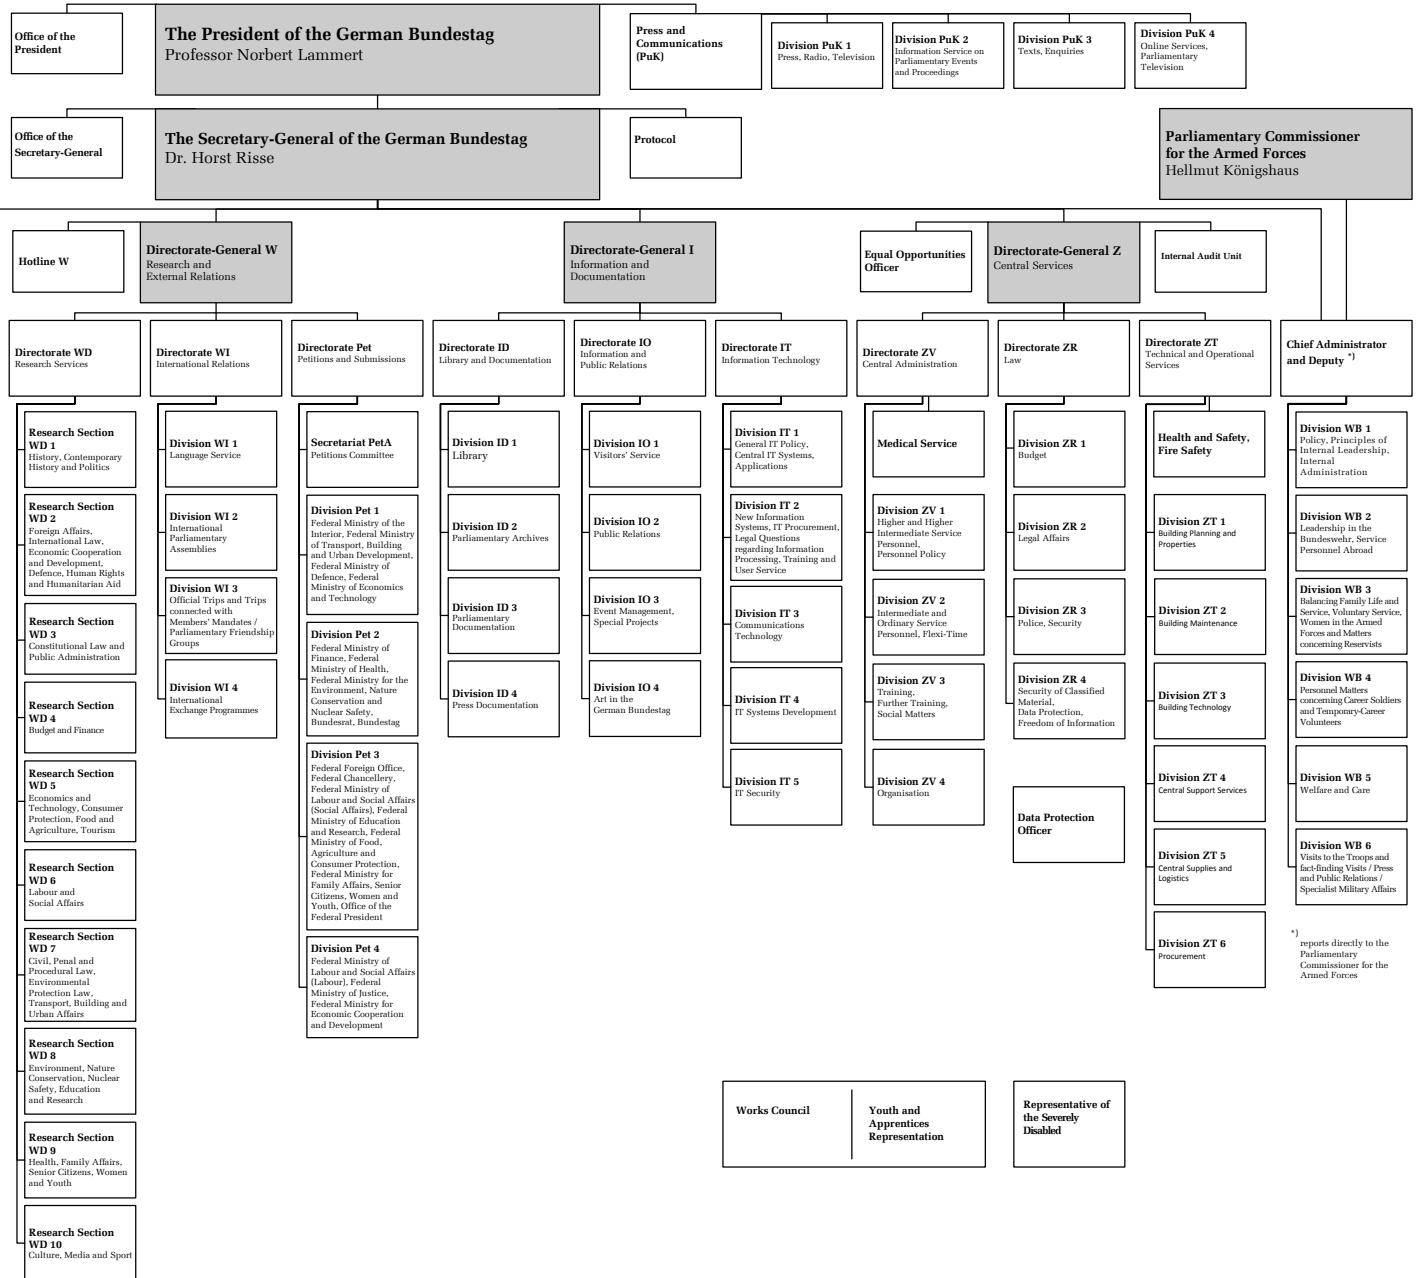 Office of the
President
The President of the German Bundestag
Professor Norbert Lammert
Press and
Communications
(PuK)
Division PuK 1
Press, Radio, Television
Division PuK 2
Information Service on
Parliamentary Events
and Proceedings
Division PuK 3
Texts, Enquiries
Division PuK 4
Online Services,
Parliamentary
Television
Office of the
Secretary-General
The Secretary-General of the German Bundestag
Dr. Horst Risse
Protocol
Parliamentary Commissioner
for the Armed Forces
Hellmut Königshaus
Hotline W
Directorate-General W
Research and
External Relations
Directorate-General I
Information and
Documentation
Equal Opportunities
Officer
Directorate-General Z
Central Services
Internal Audit Unit
Directorate WD
Research Services
Directorate WI
International Relations
Directorate Pet
Petitions and Submissions
Directorate ID
Library and Documentation
Directorate IO
Information and
Public Relations
Directorate IT
Information Technology
Directorate ZV
Central Administration
Directorate ZR
Law
Directorate ZT
Technical and Operational
Services
Chief Administrator
and Deputy *)
Research Section
WD 1
History, Contemporary
History and Politics
Research Section
WD 2
Foreign Affairs,
International Law,
Economic Cooperation
and Development,
Defence, Human Rights
and Humanitarian Aid
Research Section
WD 3
Constitutional Law and
Public Administration
Research Section
WD 4
Budget and Finance
Research Section
WD 5
Economics and
Technology, Consumer
Protection, Food and
Agriculture, Tourism
Research Section
WD 6
Labour and
Social Affairs
Research Section
WD 7
Civil, Penal and
Procedural Law,
Environmental
Protection Law,
Transport, Building and
Urban Affairs
Research Section
WD 8
Environment, Nature
Conservation, Nuclear
Safety, Education
and Research
Research Section
WD 9
Health, Family Affairs,
Senior Citizens, Women
and Youth
Research Section
WD 10
Culture, Media and Sport
Division WI 1
Language Service
Division WI 2
International
Parliamentary
Assemblies
Division WI 3
Official Trips and Trips
connected with
Members' Mandates /
Parliamentary Friendship
Groups
Division WI 4
International
Exchange Programmes
Secretariat PetA
Petitions Committee
Division Pet 1
Federal Ministry of the
Interior, Federal Ministry
of Transport, Building
and Urban Development,
Federal Ministry of
Defence, Federal
Ministry of Economics
and Technology
Division Pet 2
Federal Ministry of
Finance, Federal
Ministry of Health,
Federal Ministry for the
Environment, Nature
Conservation and
Nuclear Safety,
Bundesrat, Bundestag
Division Pet 3
Federal Foreign Office,
Federal Chancellery,
Federal Ministry of
Labour and Social Affairs
(Social Affairs), Federal
Ministry of Education
and Research, Federal
Ministry of Food,
Agriculture and
Consumer Protection,
Federal Ministry for
Family Affairs, Senior
Citizens, Women and
Youth, Office of the
Federal President
Division Pet 4
Federal Ministry of
Labour and Social Affairs
(Labour), Federal
Ministry of Justice,
Federal Ministry for
Economic Cooperation
and Development
Division ID 1
Library
Division ID 2
Parliamentary Archives
Division ID 3
Parliamentary
Documentation
Division ID 4
Press Documentation
Division IO 1
Visitors' Service
Division IO 2
Public Relations
Division IO 3
Event Management,
Special Projects
Division IO 4
Art in the
German Bundestag
Division IT 1
General IT Policy,
Central IT Systems,
Applications
Division IT 2
New Information
Systems, IT Procurement,
Legal Questions
regarding Information
Processing, Training and
User Service
Division IT 3
Communications
Technology
Division IT 4
IT Systems Development
Division IT 5
IT Security
Medical Service
Division ZV 1
Higher and Higher
Intermediate Service
Personnel,
Personnel Policy
Division ZV 2
Intermediate and
Ordinary Service
Personnel, Flexi-Time
Division ZV 3
Training,
Further Training,
Social Matters
Division ZV 4
Organisation
Division ZR 1
Budget
Division ZR 2
Legal Affairs
Division ZR 3
Police, Security
Division ZR 4
Security of Classified
Material,
Data Protection,
Freedom of Information
Data Protection
Officer
Health and Safety,
Fire Safety
Division ZT 1
Building Planning and
Properties
Division ZT 2
Building Maintenance
Division ZT 3
Building Technology
Division ZT 4
Central Support Services
Division ZT 5
Central Supplies and
Logistics
Division ZT 6
Procurement
Division WB 1
Policy, Principles of
Internal Leadership,
Internal
Administration
Division WB 2
Leadership in the
Bundeswehr, Service
Personnel Abroad
Division WB 3
Balancing Family Life and
Service, Voluntary Service,
Women in the Armed
Forces and Matters
concerning Reservists
Division WB 4
Personnel Matters
concerning Career Soldiers
and Temporary-Career
Volunteers
Division WB 5
Welfare and Care
Division WB 6
Visits to the Troops and
fact-finding Visits / Press
and Public Relations /
Specialist Military Affairs
*)
reports directly to the
Parliamentary
Commissioner for the
Armed Forces
Works Council
Youth and
Apprentices
Representation
Representative of
the Severely
Disabled